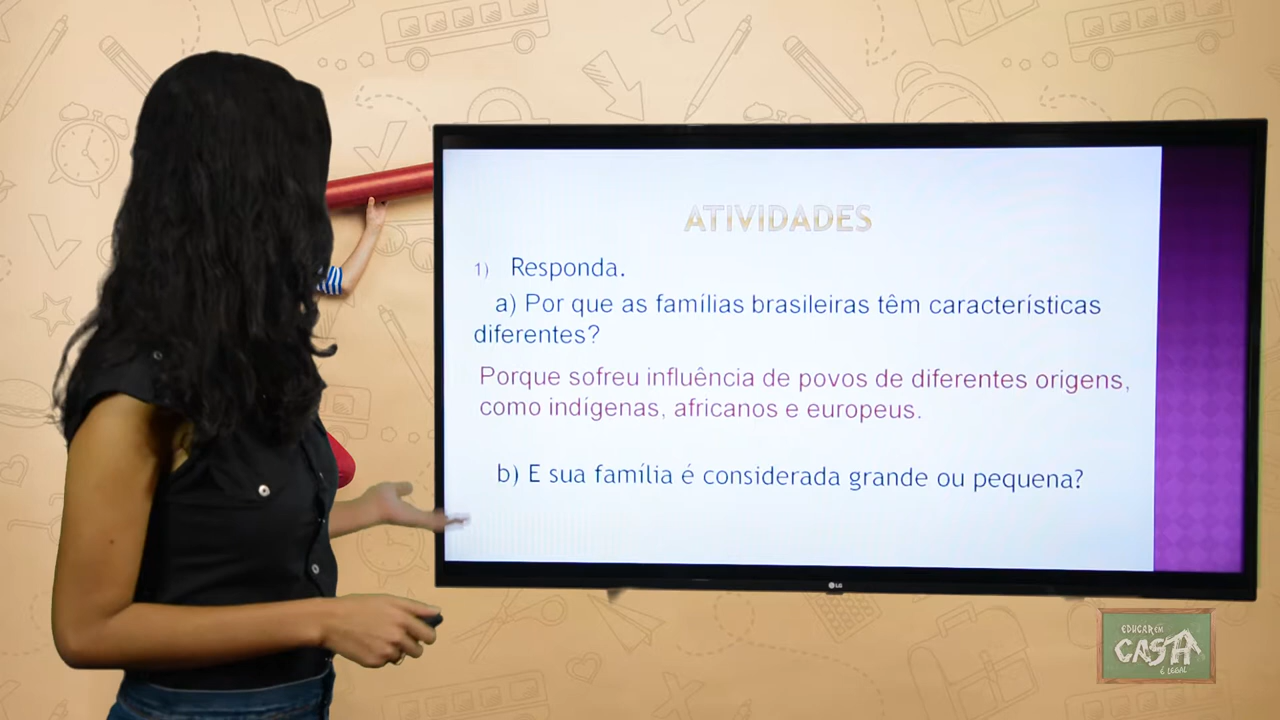 ATIVIDADES
1) Responda.
a) Por que as famílias brasileiras têm características
diferentes?
Porque sofreu influência de povos de diferentes origens,
como indígenas, africanos e europeus.
b) E sua família é considerada grande ou pequena?
LG
EDUCAR EM
CASA
É LEGAL